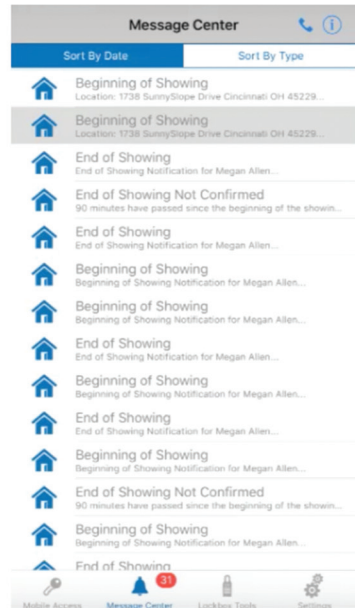 Message Center
Sort By Date
Sort By Type
Beginning of Showing
Location: 1738 SunnySlope Drive Cincinnati OH 45229...
Beginning of Showing
Location: 1738 SunnySlope Drive Cincinnati OH 45229...
End of Showing
End of Showing Notification for Megan Allen...
End of Showing Not Confirmed
90 minutes have passed since the beginning of the showin...
End of Showing
End of Showing Notification for Megan Allen...
Beginning of Showing
Beginning of Showing Notification for Megan Allen...
Beginning of Showing
Beginning of Showing Notification for Megan Allen...
End of Showing
End of Showing Notification for Megan Allen...
Beginning of Showing
Beginning of Showing Notification for Megan Allen...
End of Showing
End of Showing Notification for Megan Allen...
Beginning of Showing
Beginning of Showing Notification for Megan Allen...
End of Showing Not Confirmed
90 minutes have passed since the beginning of the showin...
Beginning of Showing
Beginning of Showing Notification for Megan Allen...
End of Showing
31
Mobile Access
Message Center
Lockbox Tools
Settings